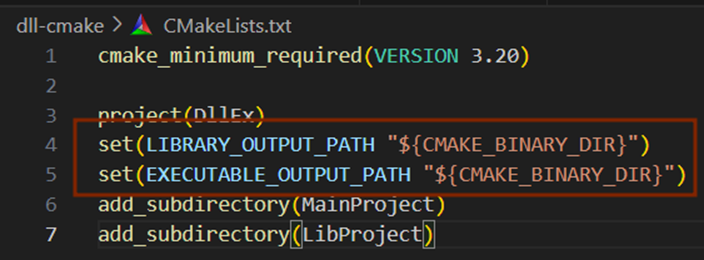 dll-cmake > CMakeLists.txt
1 cmake_minimum_required(VERSION 3.20)
2
3 project(DllEx)
4 set(LIBRARY_OUTPUT_PATH "${CMAKE_BINARY_DIR}")
5 set(EXECUTABLE_OUTPUT_PATH "${CMAKE_BINARY_DIR}")
6 add_subdirectory(MainProject)
7 add_subdirectory(LibProject)